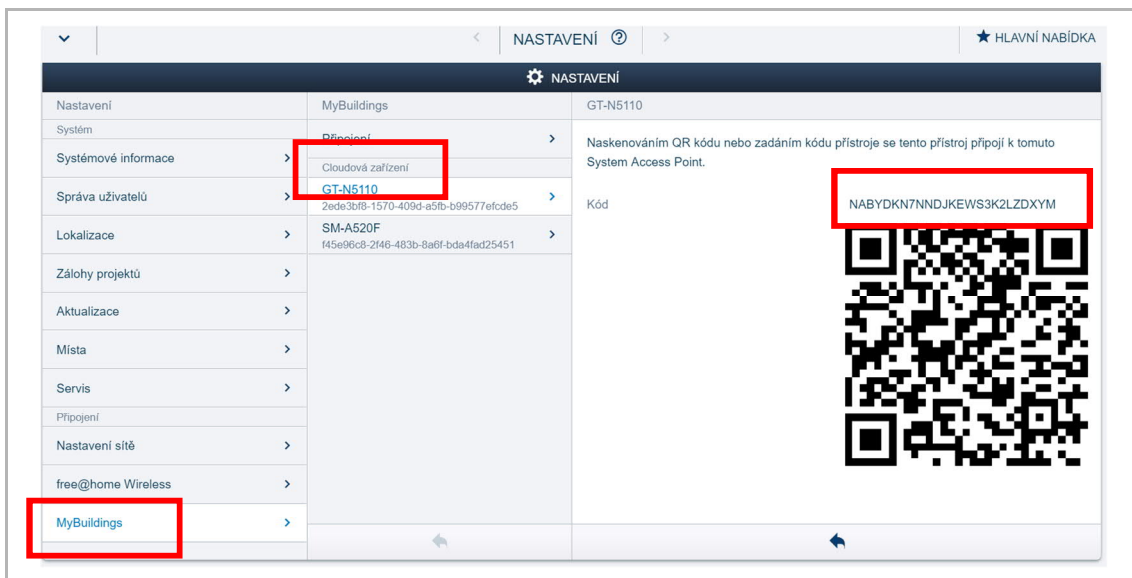 NASTAVENÍ
HLAVNÍ NABÍDKA
NASTAVENÍ
Nastavení
Systém
Systémové informace
Správa uživatelů
Lokalizace
Zálohy projektů
Aktualizace
Místa
Servis
Připojení
Nastavení sítě
free@home Wireless
MyBuildings
MyBuildings
Připojení
Cloudová zařízení
GT-N5110
2ede3bf8-1570-409d-a5fb-b99577efcde5
SM-A520F
f45e96c8-2f46-483b-8a6f-bda4fad25451
GT-N5110
Naskenováním QR kódu nebo zadáním kódu přístroje se tento přístroj připojí k tomuto
System Access Point.
Kód
NABYDKN7NNDJKEWS3K2LZDXYM